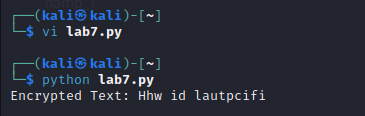 ┌──(kali㉿kali)-[~]
└─$ vi lab7.py
┌──(kali㉿kali)-[~]
└─$ python lab7.py
Encrypted Text: Hhw id lautpcifi